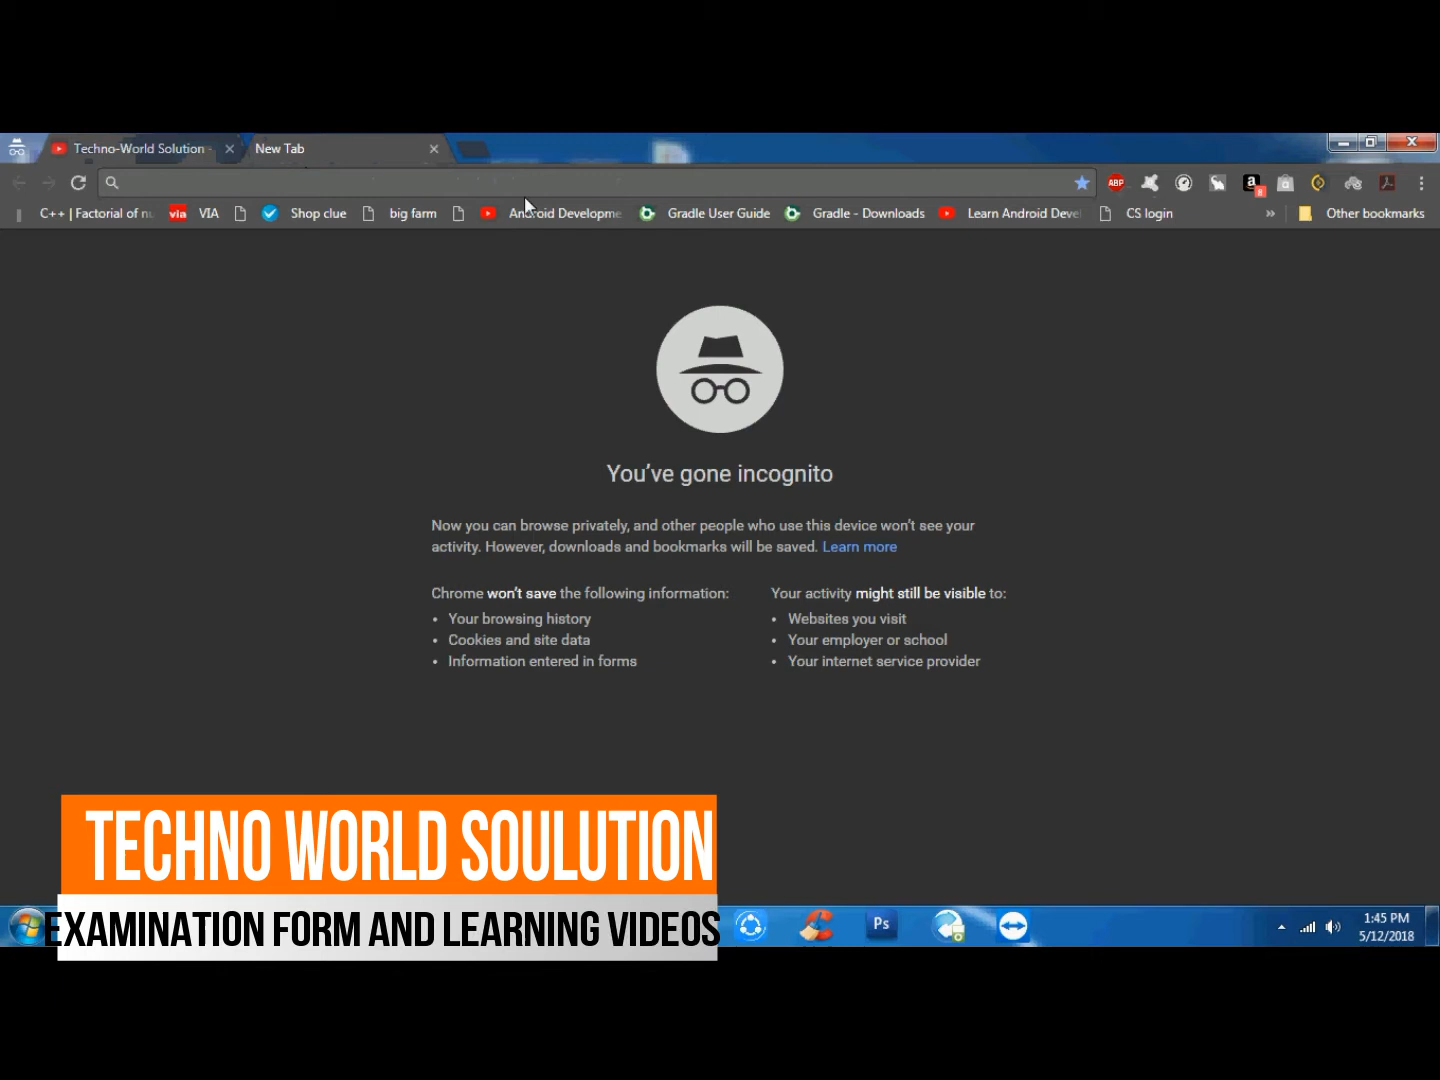 Techno-World Solution -
New Tab
C++ | Factorial of nu
via VIA
Shop clue
big farm
Android Developme
Gradle User Guide
Gradle - Downloads
Learn Android Devel
CS login
»
Other bookmarks
ABP
a
8
You've gone incognito
Now you can browse privately, and other people who use this device won't see your
activity. However, downloads and bookmarks will be saved. Learn more
Chrome won't save the following information:
• Your browsing history
• Cookies and site data
• Information entered in forms
Your activity might still be visible to:
• Websites you visit
• Your employer or school
• Your internet service provider
TECHNO WORLD SOULUTION
EXAMINATION FORM AND LEARNING VIDEOS
Ps
1:45 PM
5/12/2018